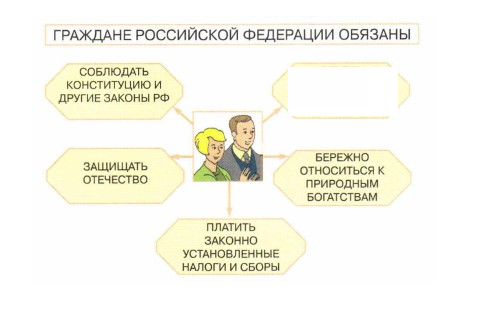 ГРАЖДАНЕ РОССИЙСКОЙ ФЕДЕРАЦИИ ОБЯЗАНЫ
СОБЛЮДАТЬ
КОНСТИТУЦИЮ И
ДРУГИЕ ЗАКОНЫ РФ
ЗАЩИЩАТЬ
ОТЕЧЕСТВО
БЕРЕЖНО
ОТНОСИТЬСЯ К
ПРИРОДНЫМ
БОГАТСТВАМ
ПЛАТИТЬ
ЗАКОННО
УСТАНОВЛЕННЫЕ
НАЛОГИ И СБОРЫ